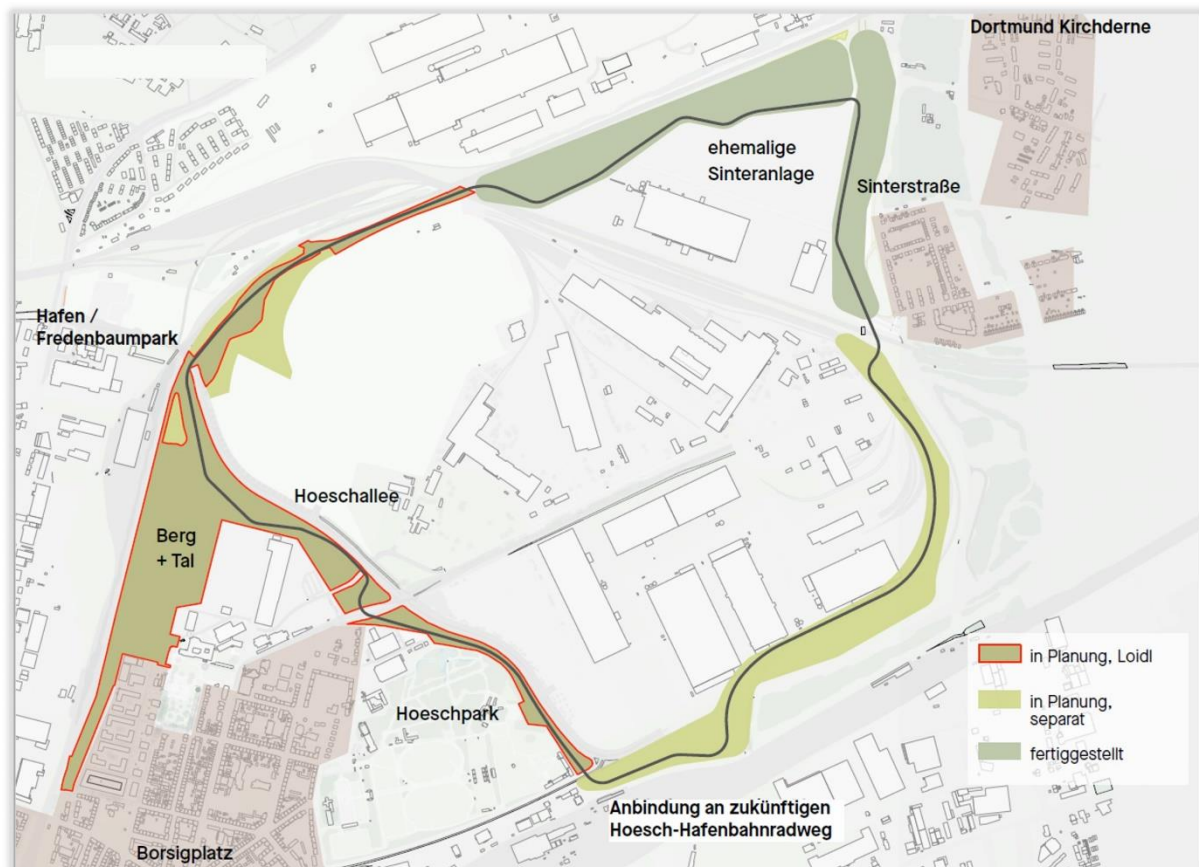 Dortmund Kirchderne
ehemalige
Sinteranlage
Sinterstraße
Hafen /
Fredenbaumpark
Hoeschallee
Berg
+ Tal
Hoeschpark
Borsigplatz
Anbindung an zukünftigen
Hoesch-Hafenbahnradweg
in Planung, Loidl
in Planung,
separat
fertiggestellt